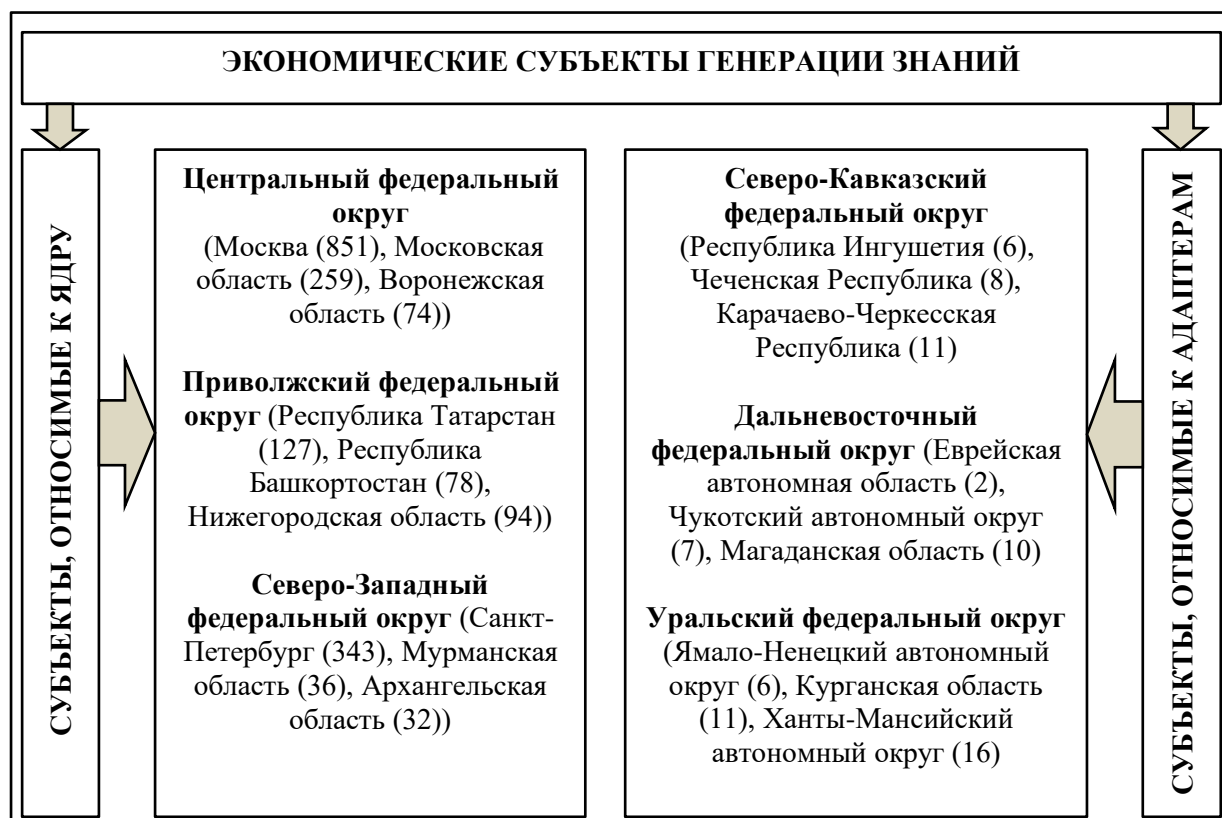 ЭКОНОМИЧЕСКИЕ СУБЪЕКТЫ ГЕНЕРАЦИИ ЗНАНИЙ
СУБЪЕКТЫ, ОТНОСИМЫЕ К ЯДРУ
Центральный федеральный
округ
(Москва (851), Московская
область (259), Воронежская
область (74))
Приволжский федеральный
округ (Республика Татарстан
(127), Республика
Башкортостан (78),
Нижегородская область (94))
Северо-Западный
федеральный округ (Санкт-
Петербург (343), Мурманская
область (36), Архангельская
область (32))
Северо-Кавказский
федеральный округ
(Республика Ингушетия (6),
Чеченская Республика (8),
Карачаево-Черкесская
Республика (11)
Дальневосточный
федеральный округ (Еврейская
автономная область (2),
Чукотский автономный округ
(7), Магаданская область (10)
Уральский федеральный округ
(Ямало-Ненецкий автономный
округ (6), Курганская область
(11), Ханты-Мансийский
автономный округ (16)
СУБЪЕКТЫ, ОТНОСИМЫЕ К АДАПТЕРАМ